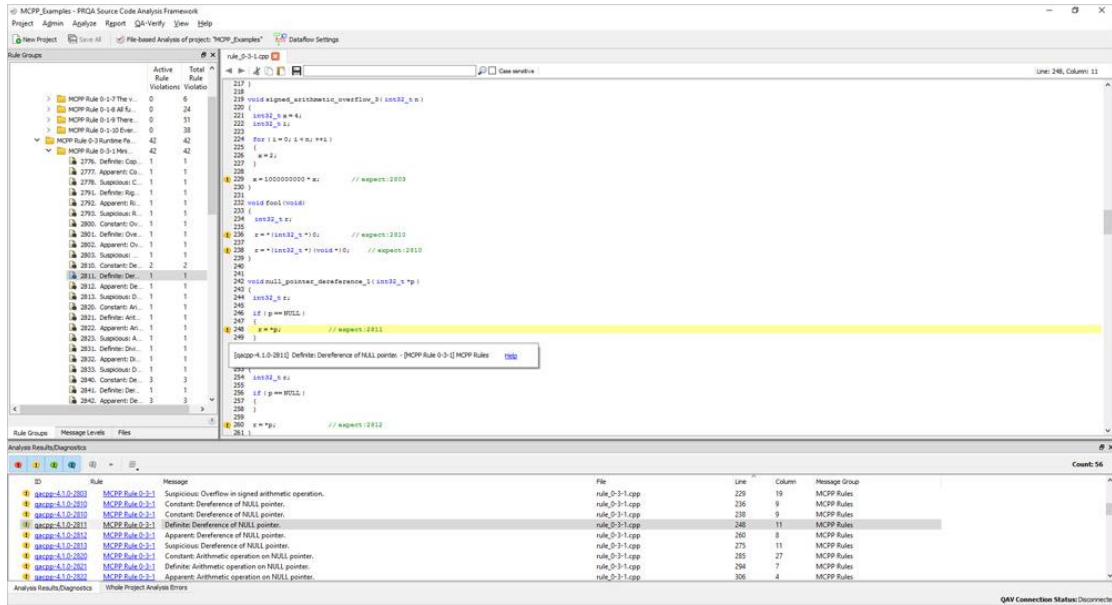 MCPP_Examples - PRQA Source Code Analysis Framework
Project Admin Analyze Report QA-Verify View Help
New Project Save All File-based Analysis of project: "MCPP_Examples" Dataflow Settings
Rule Groups
Active Rule Violations Total Rule Violatio
MCPP Rule 0-1-7 The v... 0 6
MCPP Rule 0-1-8 All fu... 0 24
MCPP Rule 0-1-9 There... 0 51
MCPP Rule 0-1-10 Ever... 0 38
MCPP Rule 0-3 Runtime Fa... 42 42
MCPP Rule 0-3-1 Mini... 42 42
2776. Definite: Cop... 1 1
2777. Apparent: Co... 1 1
2778. Suspicious: C... 1 1
2791. Definite: Rig... 1 1
2792. Apparent: Ri... 1 1
2793. Suspicious: R... 1 1
2800. Constant: Ov... 1 1
2801. Definite: Ove... 1 1
2802. Apparent: Ov... 1 1
2803. Suspicious: ... 1 1
2810. Constant: De... 2 2
2811. Definite: Der... 1 1
2812. Apparent: De... 1 1
2813. Suspicious: D... 1 1
2820. Constant: Ari... 1 1
2821. Definite: Arit... 1 1
2822. Apparent: Ari... 1 1
2823. Suspicious: A... 1 1
2831. Definite: Divi... 1 1
2832. Apparent: Di... 1 1
2833. Suspicious: D... 1 1
2840. Constant: De... 3 3
2841. Definite: Der... 1 1
2842. Apparent: De... 3 3
Rule Groups Message Levels Files
rule_0-3-1.cpp
Case sensitive
Line: 248, Column: 11
217 }
218
219 void signed_arithmetic_overflow_3( int32_t n )
220 {
221 int32_t x = 4;
222 int32_t i;
223
224 for ( i = 0; i < n; ++i )
225 {
226 x = 2;
227 }
228
229 x = 1000000000 * x; // expect:2803
230 }
231
232 void foo1(void)
233 {
234 int32_t r;
235
236 r = *(int32_t *)0; // expect:2810
237
238 r = *(int32_t *)(void *)0; // expect:2810
239 }
240
241
242 void null_pointer_dereference_1( int32_t *p )
243 {
244 int32_t r;
245
246 if ( p == NULL )
247 {
248 r = *p; // expect:2811
249 }
[qacpp-4.1.0-2811] Definite: Dereference of NULL pointer. - [MCPP Rule 0-3-1] MCPP Rules Help
253 {
254 int32_t r;
255
256 if ( p == NULL )
257 {
258 }
259
260 r = *p; // expect:2812
261 }
Analysis Results/Diagnostics
Count: 56
ID Rule Message File Line Column Message Group
qacpp-4.1.0-2803 MCPP Rule 0-3-1 Suspicious: Overflow in signed arithmetic operation. rule_0-3-1.cpp 229 19 MCPP Rules
qacpp-4.1.0-2810 MCPP Rule 0-3-1 Constant: Dereference of NULL pointer. rule_0-3-1.cpp 236 9 MCPP Rules
qacpp-4.1.0-2810 MCPP Rule 0-3-1 Constant: Dereference of NULL pointer. rule_0-3-1.cpp 238 9 MCPP Rules
qacpp-4.1.0-2811 MCPP Rule 0-3-1 Definite: Dereference of NULL pointer. rule_0-3-1.cpp 248 11 MCPP Rules
qacpp-4.1.0-2812 MCPP Rule 0-3-1 Apparent: Dereference of NULL pointer. rule_0-3-1.cpp 260 8 MCPP Rules
qacpp-4.1.0-2813 MCPP Rule 0-3-1 Suspicious: Dereference of NULL pointer. rule_0-3-1.cpp 275 11 MCPP Rules
qacpp-4.1.0-2820 MCPP Rule 0-3-1 Constant: Arithmetic operation on NULL pointer. rule_0-3-1.cpp 285 27 MCPP Rules
qacpp-4.1.0-2821 MCPP Rule 0-3-1 Definite: Arithmetic operation on NULL pointer. rule_0-3-1.cpp 294 7 MCPP Rules
qacpp-4.1.0-2822 MCPP Rule 0-3-1 Apparent: Arithmetic operation on NULL pointer. rule_0-3-1.cpp 306 4 MCPP Rules
Analysis Results/Diagnostics Whole Project Analysis Errors
QAV Connection Status: Disconnecte